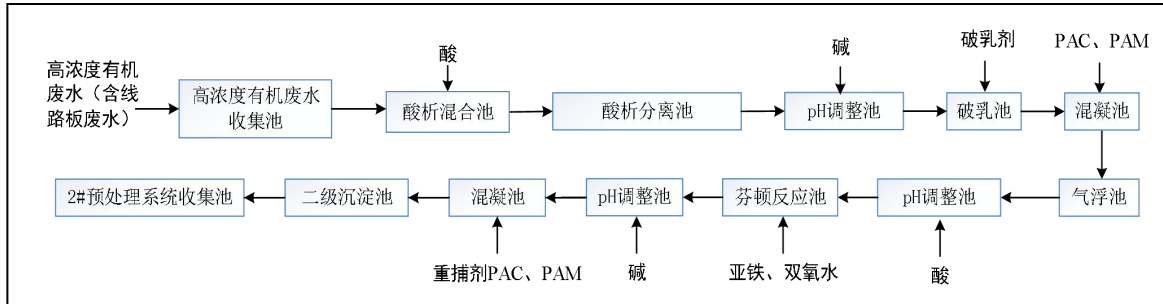 酸
碱
破乳剂
PAC、PAM
高浓度有机
废水（含线
路板废水）
高浓度有机废水
收集池
酸析混合池
酸析分离池
pH调整池
破乳池
混凝池
2#预处理系统收集池
二级沉淀池
混凝池
pH调整池
芬顿反应池
pH调整池
气浮池
重捕剂PAC、PAM
碱
亚铁、双氧水
酸